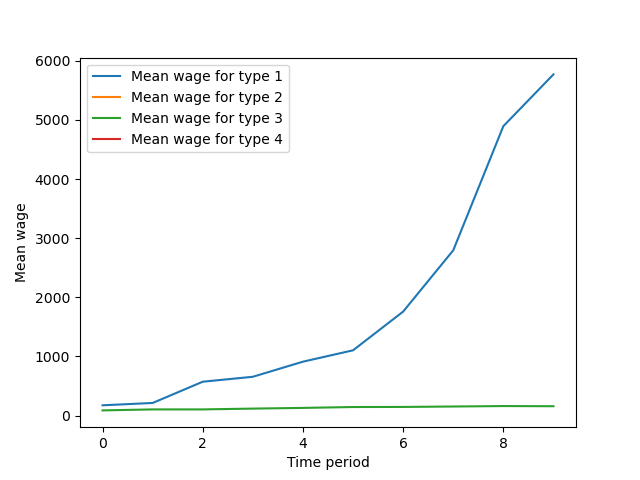 Mean wage for type 1
Mean wage for type 2
Mean wage for type 3
Mean wage for type 4
6000
5000
4000
3000
2000
1000
0
Mean wage
0 2 4 6 8
Time period